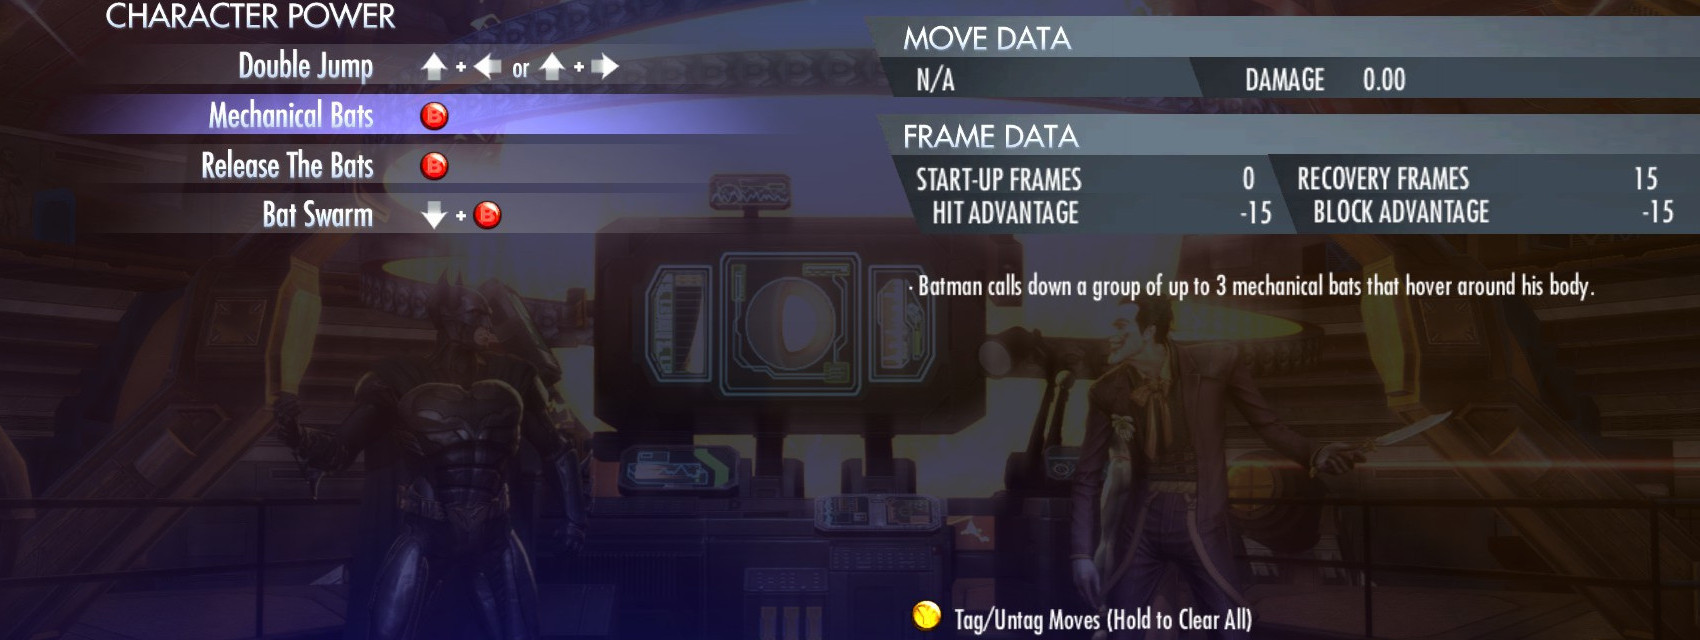 CHARACTER POWER
Double Jump + or +
Mechanical Bats B
Release The Bats B
Bat Swarm + B
MOVE DATA
N/A DAMAGE 0.00
FRAME DATA
START-UP FRAMES 0 RECOVERY FRAMES 15
HIT ADVANTAGE -15 BLOCK ADVANTAGE -15
· Batman calls down a group of up to 3 mechanical bats that hover around his body.
Y Tag/Untag Moves (Hold to Clear All)